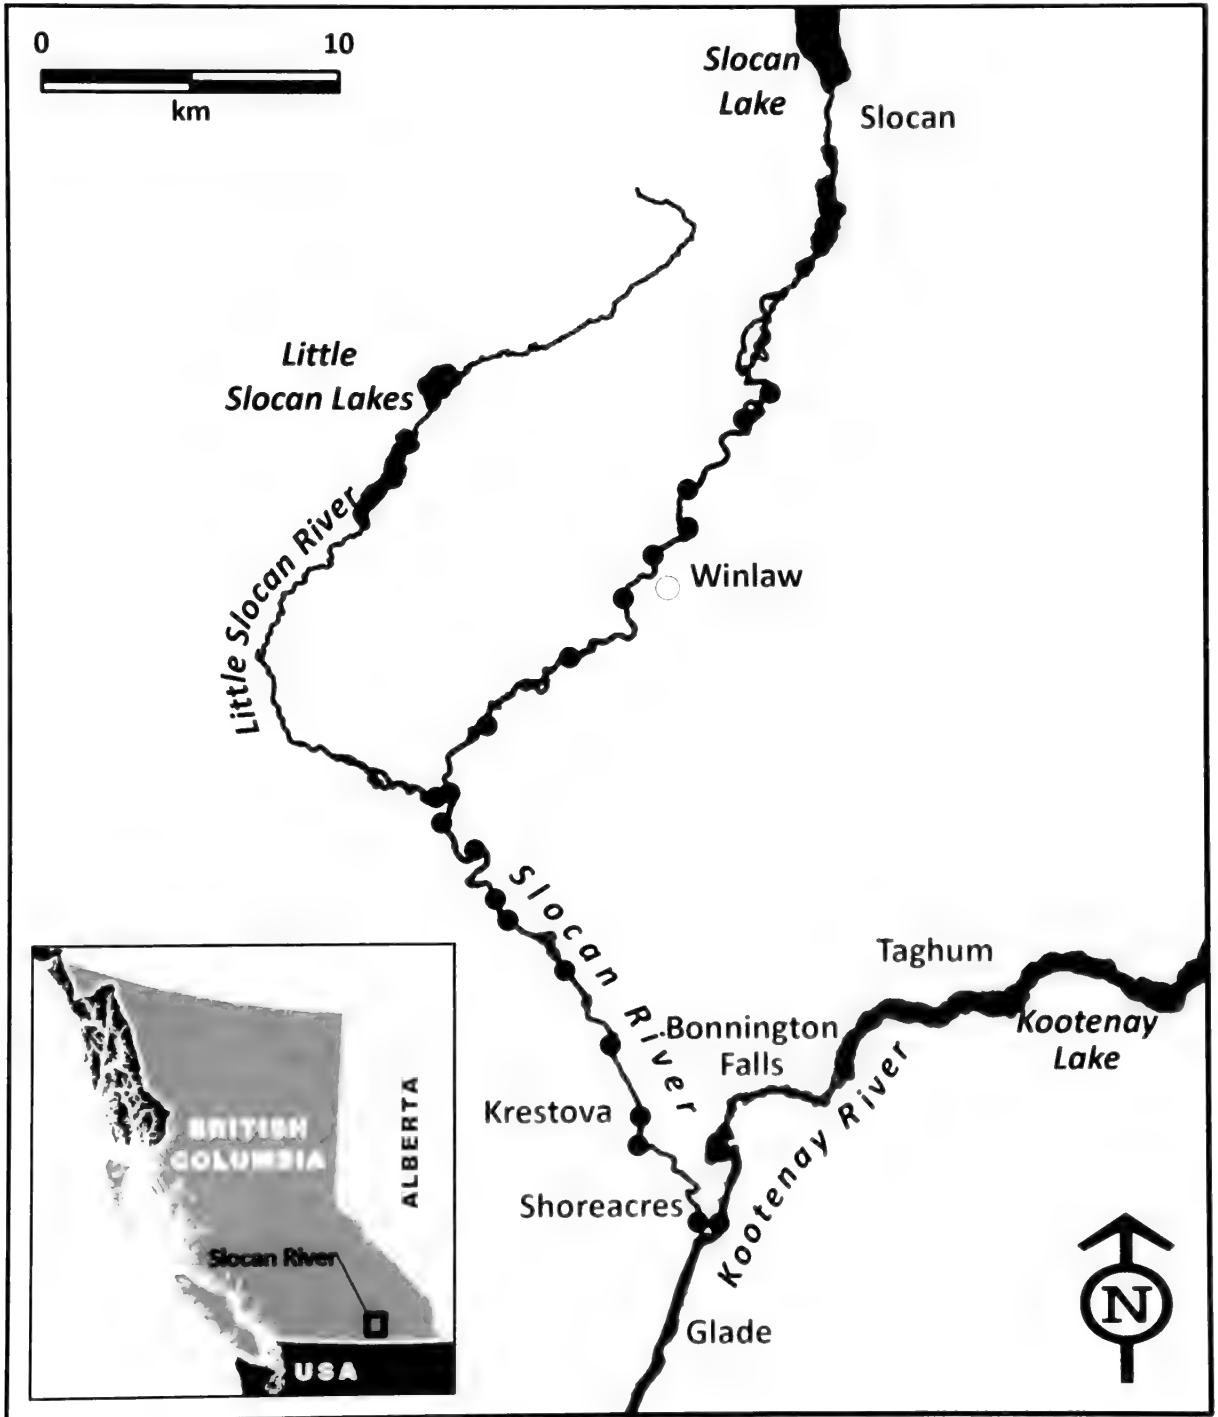 0 10
km
Slocan
Lake
Slocan
Little
Slocan Lakes
Little Slocan River
Winlaw
Slocan River
Taghum
Kootenay
Lake
Bonnington
Falls
Krestova
Kootenay River
Shoreacres
Glade
N
BRITISH
COLUMBIA
ALBERTA
Slocan River
USA